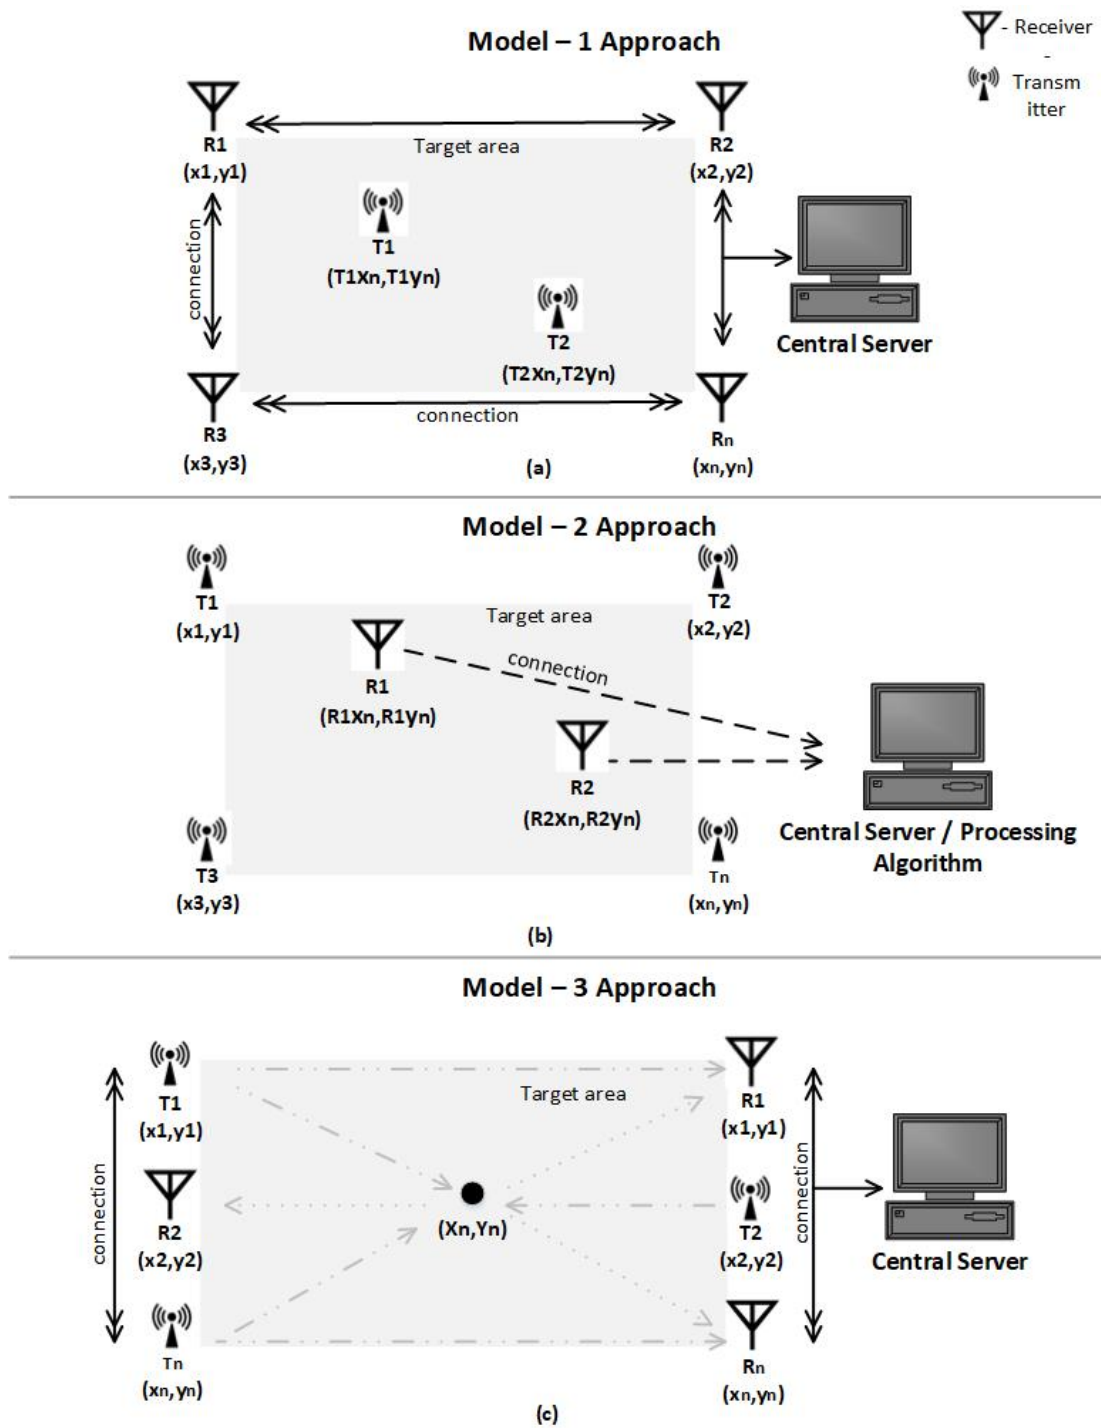 Model – 1 Approach
- Receiver
-
Transm
itter
R1
(x1,y1)
R2
(x2,y2)
Target area
connection
T1
(T1xn,T1yn)
T2
(T2xn,T2yn)
Central Server
R3
(x3,y3)
connection
Rn
(xn,yn)
(a)
Model – 2 Approach
T1
(x1,y1)
T2
(x2,y2)
Target area
connection
R1
(R1xn,R1yn)
R2
(R2xn,R2yn)
Central Server / Processing
Algorithm
T3
(x3,y3)
Tn
(xn,yn)
(b)
Model – 3 Approach
T1
(x1,y1)
Target area
R1
(x1,y1)
connection
R2
(x2,y2)
(Xn,Yn)
T2
(x2,y2)
connection
Central Server
Tn
(xn,yn)
Rn
(xn,yn)
(c)